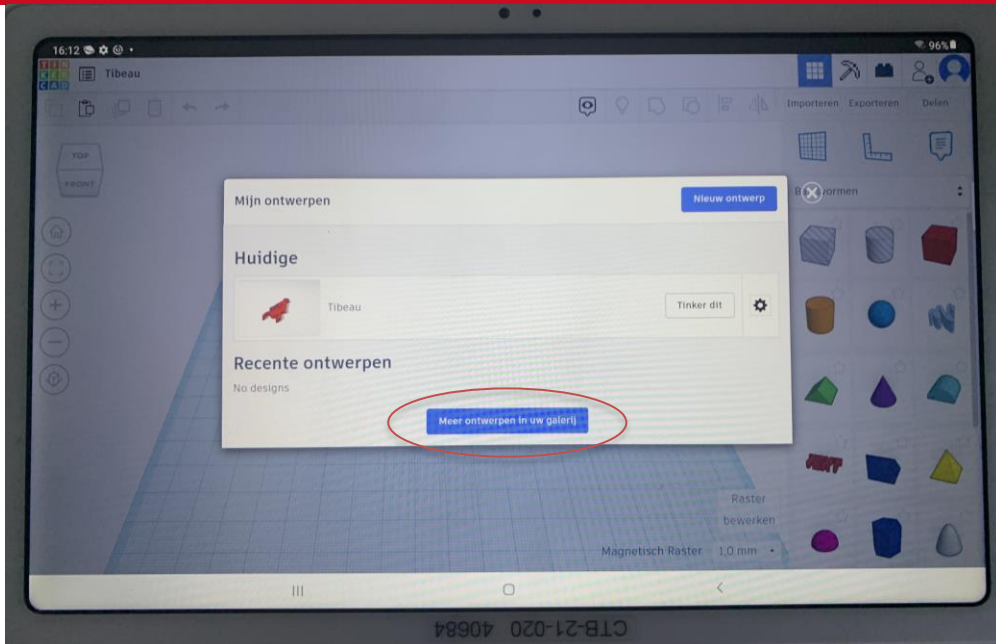 16:12
96%
TIN
KER
CAD
Tibeau
Importeren Exporteren Delen
TOP
FRONT
Mijn ontwerpen
Nieuw ontwerp
Huidige
Tibeau
Tinker dit
Recente ontwerpen
No designs
Meer ontwerpen in uw galerij
Raster
bewerken
Magnetisch Raster 1,0 mm
CTB-21-020 40684